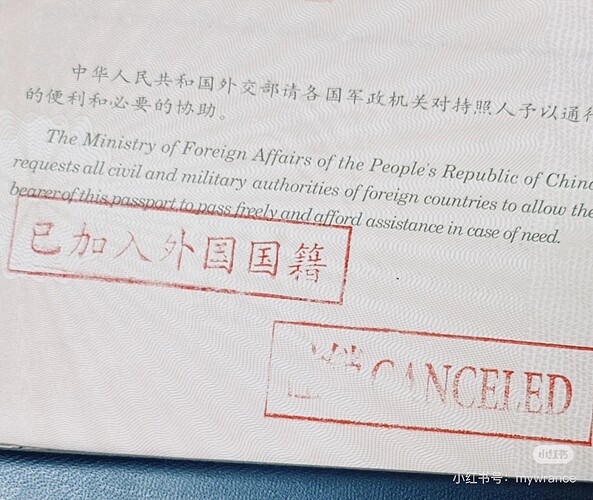 中华人民共和国外交部请各国军政机关对持照人予以通行
的便利和必要的协助。
The Ministry of Foreign Affairs of the People's Republic of China
requests all civil and military authorities of foreign countries to allow the
bearer of this passport to pass freely and afford assistance in case of need.
已加入外国国籍
CANCELED
小红书
小红书号：mywrance